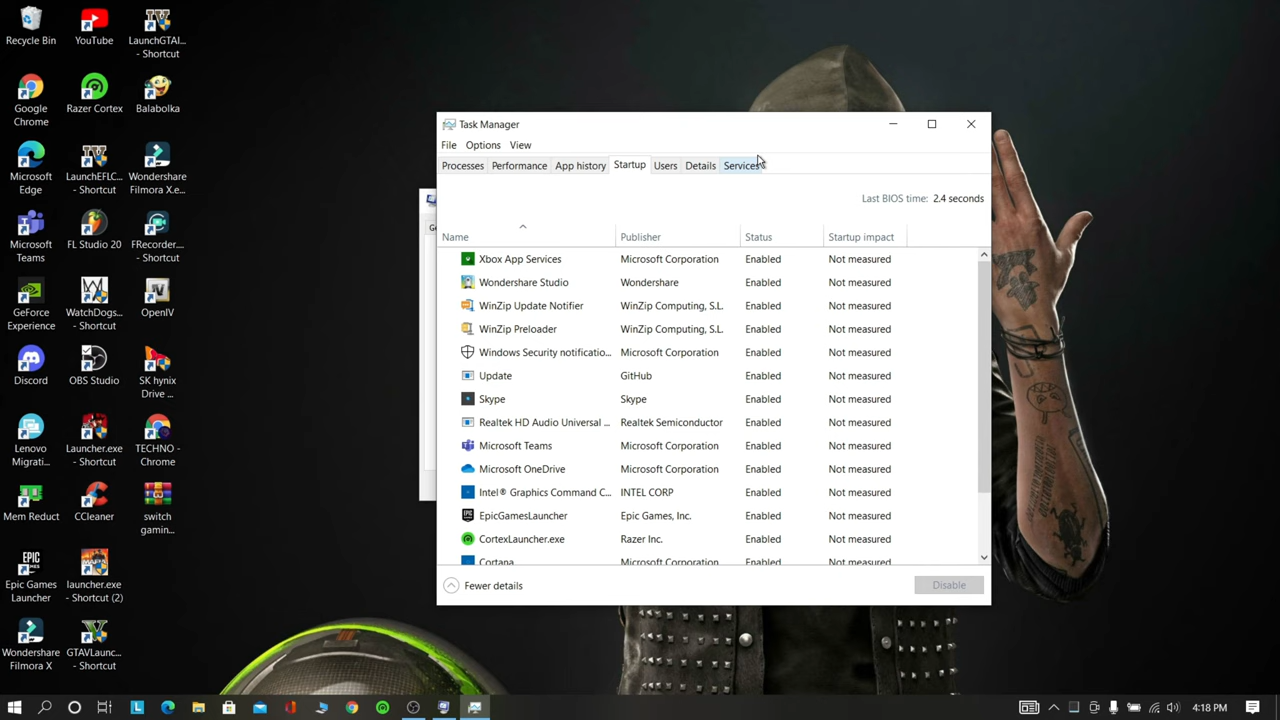 Recycle Bin
YouTube
LaunchGTAI...
- Shortcut
Google
Chrome
Razer Cortex
Balabolka
Microsoft
Edge
LaunchEFLC...
- Shortcut
Wondershare
Filmora X.e...
Microsoft
Teams
FL Studio 20
FRecorder....
- Shortcut
GeForce
Experience
WatchDogs...
- Shortcut
OpenIV
Discord
OBS Studio
SK hynix
Drive ...
Lenovo
Migrati...
Launcher.exe
- Shortcut
TECHNO -
Chrome
Mem Reduct
CCleaner
switch
gamin...
EPIC
GAMES
Epic Games
Launcher
launcher.exe
- Shortcut (2)
Wondershare
Filmora X
GTAVLaunc...
- Shortcut
Task Manager
File Options View
Processes Performance App history Startup Users Details Services
Last BIOS time: 2.4 seconds
Name Publisher Status Startup impact
Xbox App Services Microsoft Corporation Enabled Not measured
Wondershare Studio Wondershare Enabled Not measured
WinZip Update Notifier WinZip Computing, S.L. Enabled Not measured
WinZip Preloader WinZip Computing, S.L. Enabled Not measured
Windows Security notificatio... Microsoft Corporation Enabled Not measured
Update GitHub Enabled Not measured
Skype Skype Enabled Not measured
Realtek HD Audio Universal ... Realtek Semiconductor Enabled Not measured
Microsoft Teams Microsoft Corporation Enabled Not measured
Microsoft OneDrive Microsoft Corporation Enabled Not measured
Intel® Graphics Command C... INTEL CORP Enabled Not measured
EpicGamesLauncher Epic Games, Inc. Enabled Not measured
CortexLauncher.exe Razer Inc. Enabled Not measured
Cortana Microsoft Corporation Enabled Not measured
Fewer details
Disable
4:18 PM